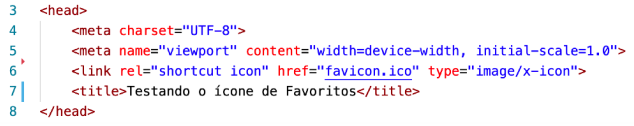 3 <head>
4 <meta charset="UTF-8">
5 <meta name="viewport" content="width=device-width, initial-scale=1.0">
6 <link rel="shortcut icon" href="favicon.ico" type="image/x-icon">
7 <title>Testando o ícone de Favoritos</title>
8 </head>